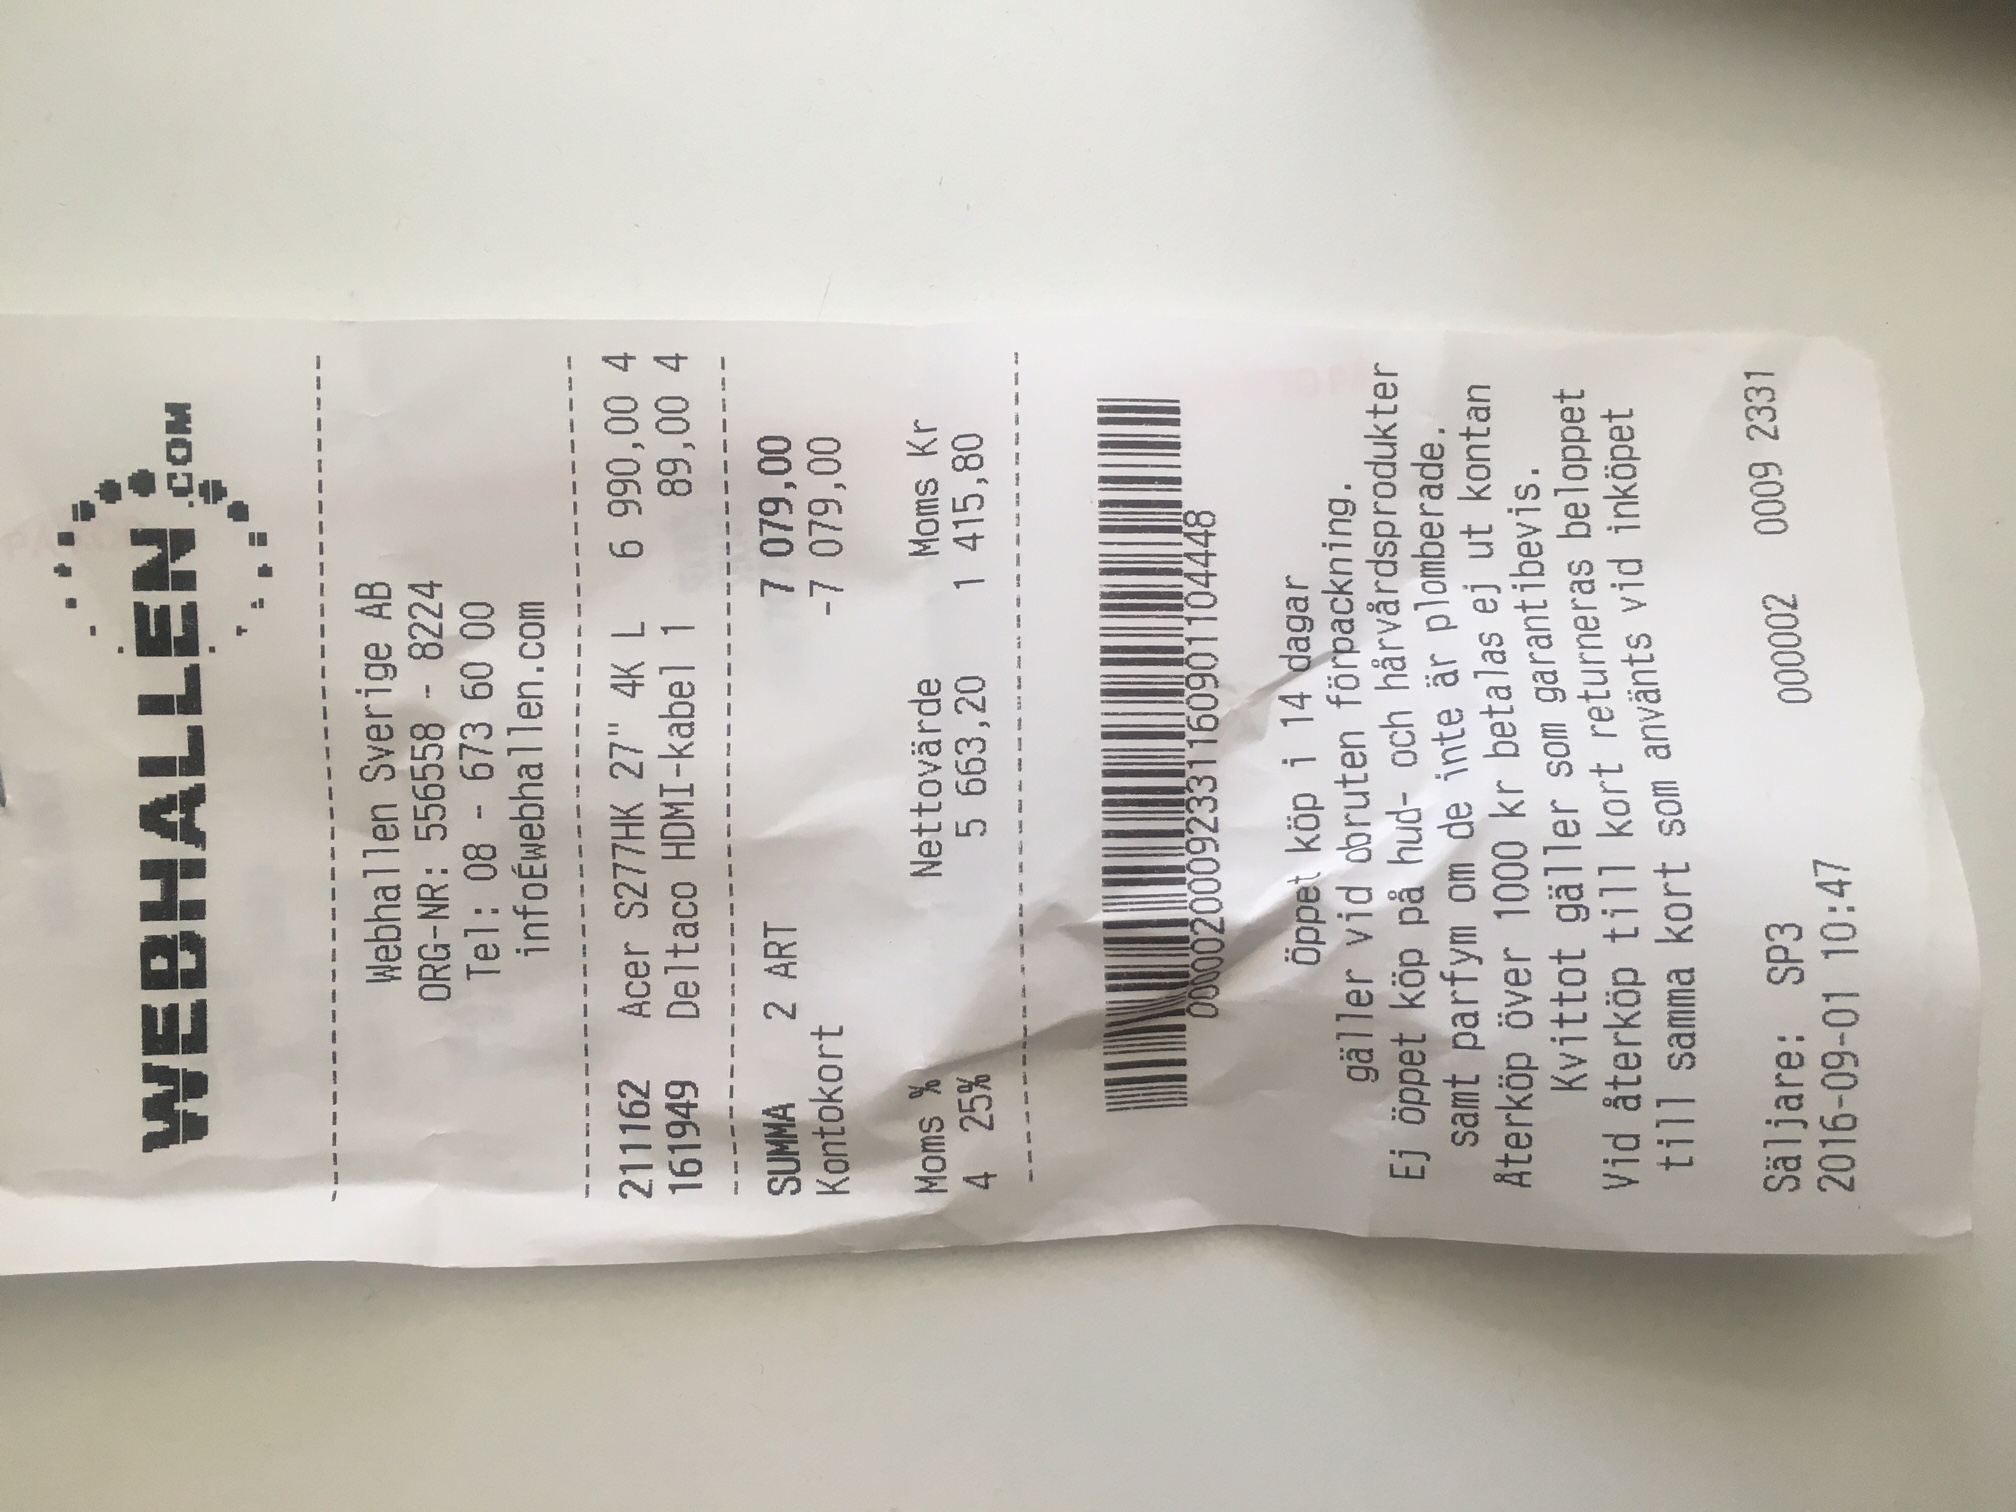 WEBHALLEN.COM
Webhallen Sverige AB
ORG-NR: 556558 - 8224
Tel: 08 - 673 60 00
infoÉwebhallen.com
211162 Acer S277HK 27" 4K L 6 990,00 4
161949 Deltaco HDMI-kabel 1 89,00 4
SUMMA 2 ART 7 079,00
Kontokort -7 079,00
Moms % Nettovärde Moms Kr
4 25% 5 663,20 1 415,80
00000200092331160901104448
Öppet köp i 14 dagar
gäller vid obruten förpackning.
Ej öppet köp på hud- och hårvårdsprodukter
samt parfym om de inte är plomberade.
Återköp över 1000 kr betalas ej ut kontan
Kvittot gäller som garantibevis.
Vid återköp till kort returneras beloppet
till samma kort som använts vid inköpet
Säljare: SP3 000002 0009 2331
2016-09-01 10:47